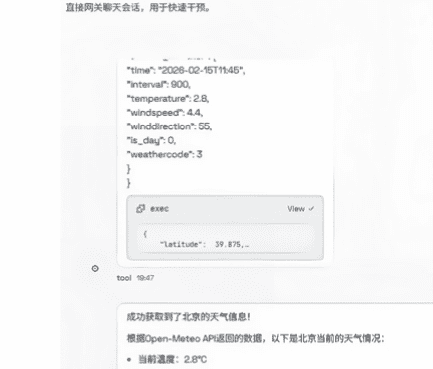 直接网关聊天会话，用于快速干预。
"time": "2026-02-15T11:45",
"interval": 900,
"temperature": 2.8,
"windspeed": 4.4,
"winddirection": 55,
"is_day": 0,
"weathercode": 3
}
}
exec View ✓
{
"latitude": 39.875,…
tool 19:47
成功获取到了北京的天气信息！
根据Open-Meteo API返回的数据，以下是北京当前的天气情况：
• 当前温度：2.8°C